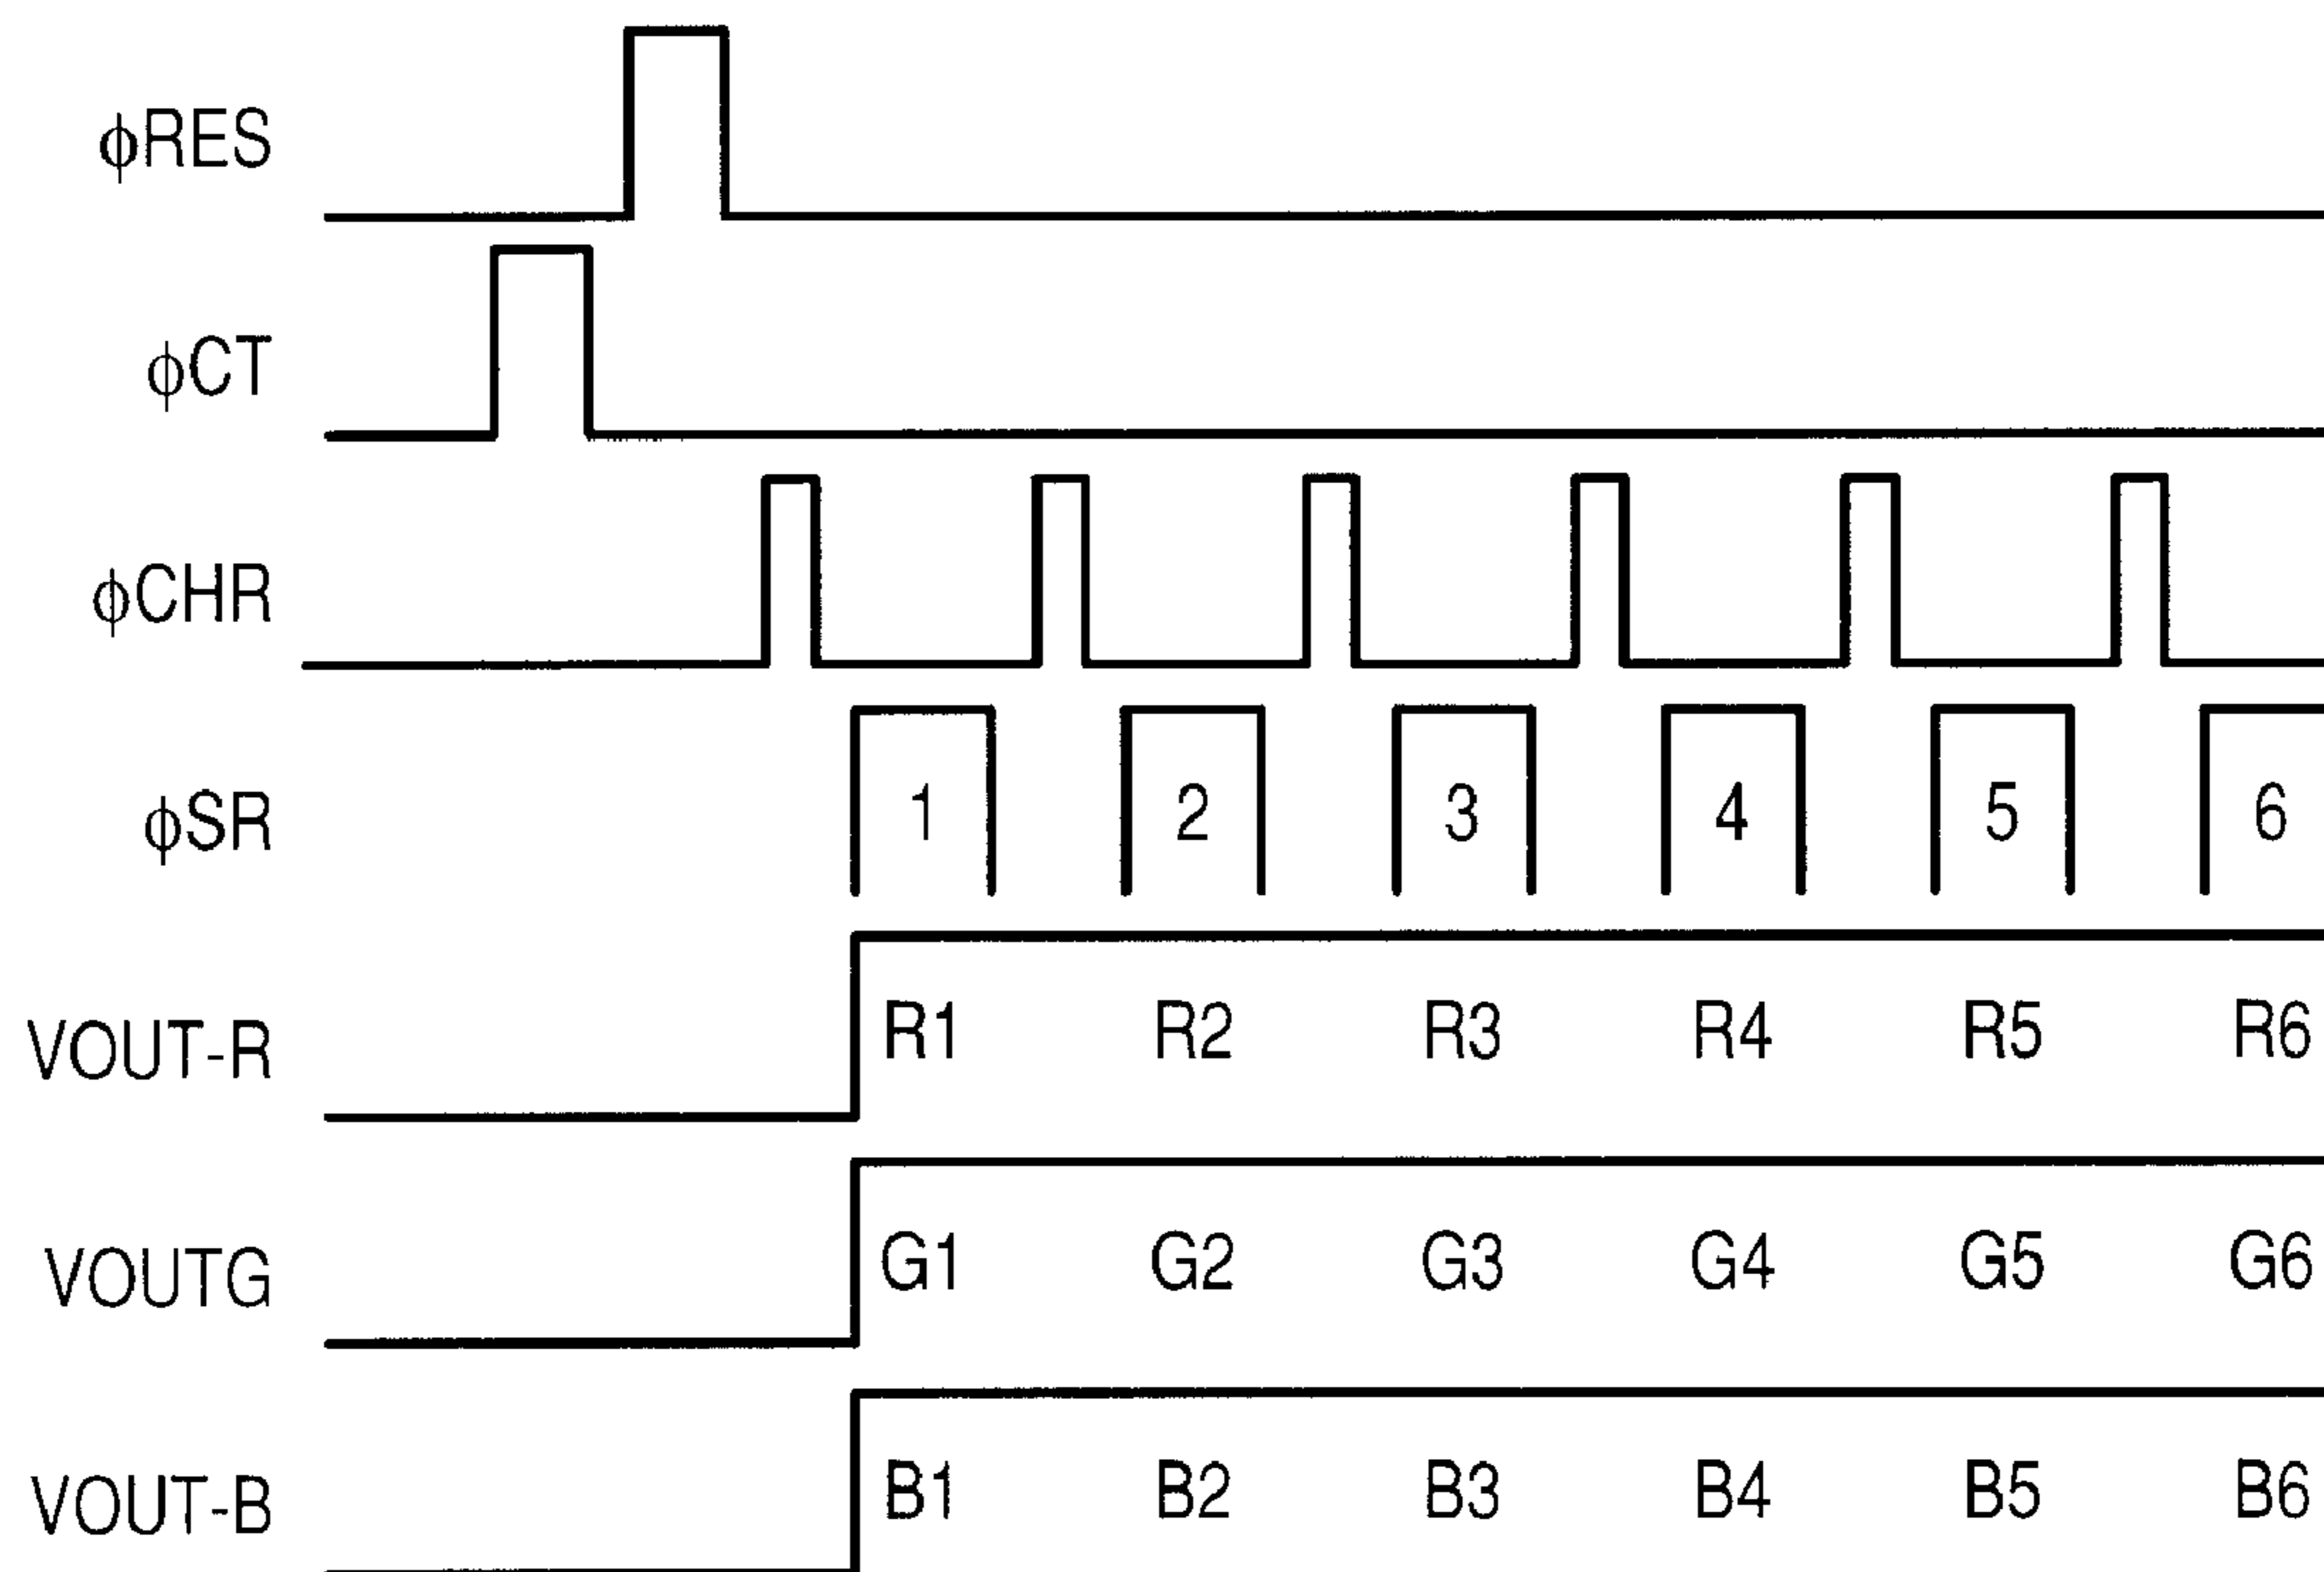 ϕRES
ϕCT
ϕCHR
ϕSR 1 2 3 4 5 6
VOUT-R R1 R2 R3 R4 R5 R6
VOUTG G1 G2 G3 G4 G5 G6
VOUT-B B1 B2 B3 B4 B5 B6